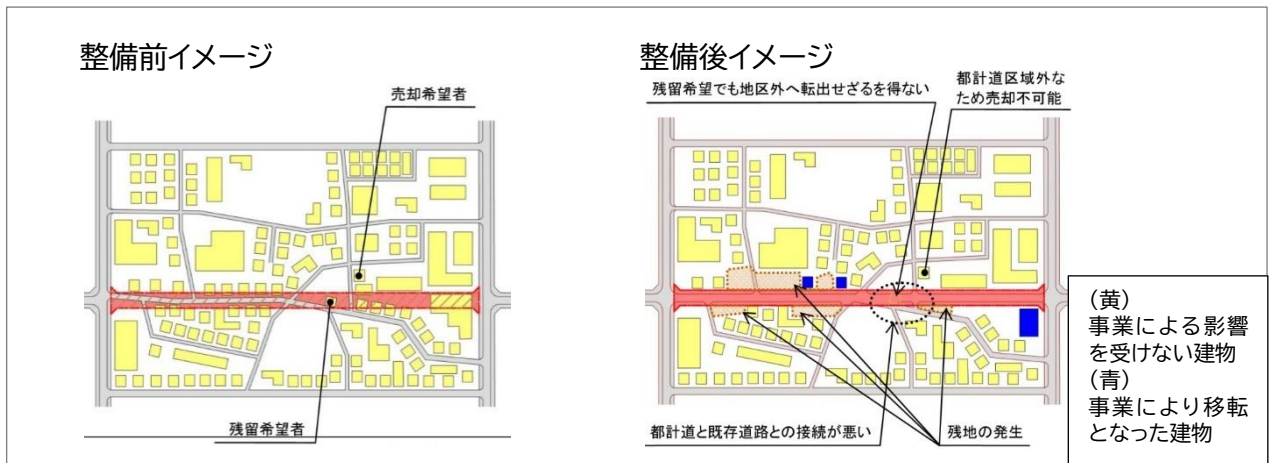 整備前イメージ
売却希望者
残留希望者
整備後イメージ
残留希望でも地区外へ転出せざるを得ない
都計道区域外な
ため売却不可能
都計道と既存道路との接続が悪い
残地の発生
(黄)
事業による影響
を受けない建物
(青)
事業により移転
となった建物